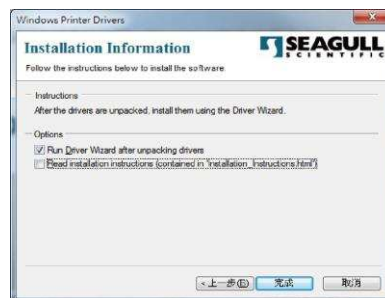 Windows Printer Drivers
Installation Information
SEAGULL
SCIENTIFIC
Follow the instructions below to install the software
Instructions
After the drivers are unpacked, install them using the Driver Wizard.
Options
Run Driver Wizard after unpacking drivers
Read installation instructions (contained in "Installation_Instructions.html")
<上一步(B) 完成 取消